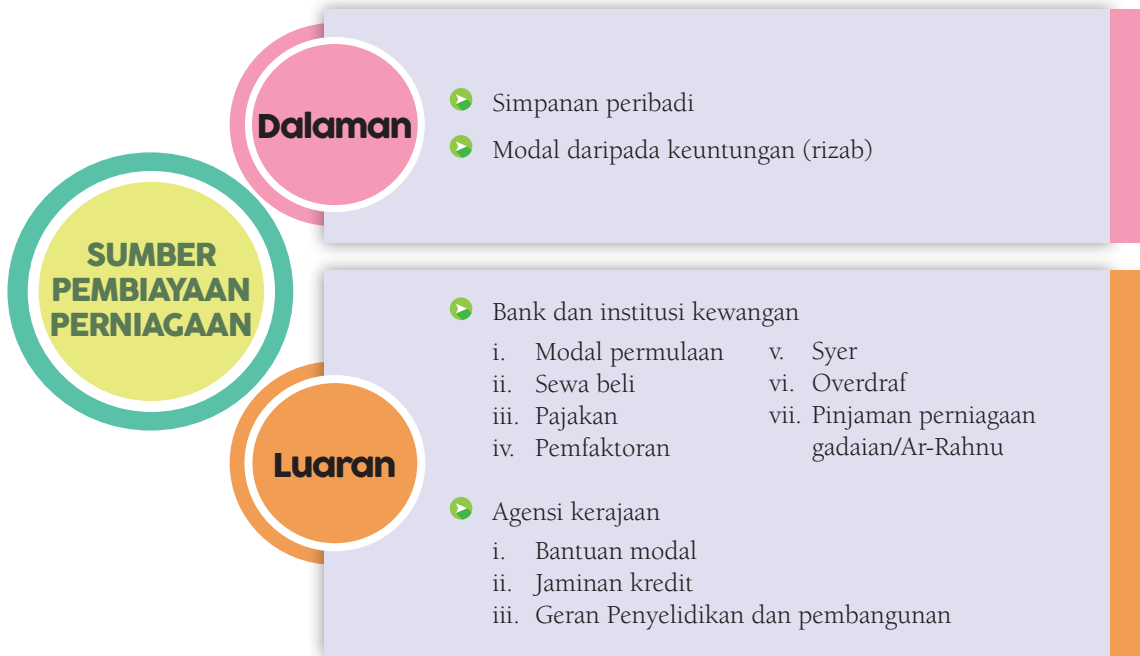 SUMBER
PEMBIAYAAN
PERNIAGAAN
Dalaman
Simpanan peribadi
Modal daripada keuntungan (rizab)
Luaran
Bank dan institusi kewangan
i. Modal permulaan
ii. Sewa beli
iii. Pajakan
iv. Pemfaktoran
v. Syer
vi. Overdraf
vii. Pinjaman perniagaan
gadaian/Ar-Rahnu
Agensi kerajaan
i. Bantuan modal
ii. Jaminan kredit
iii. Geran Penyelidikan dan pembangunan